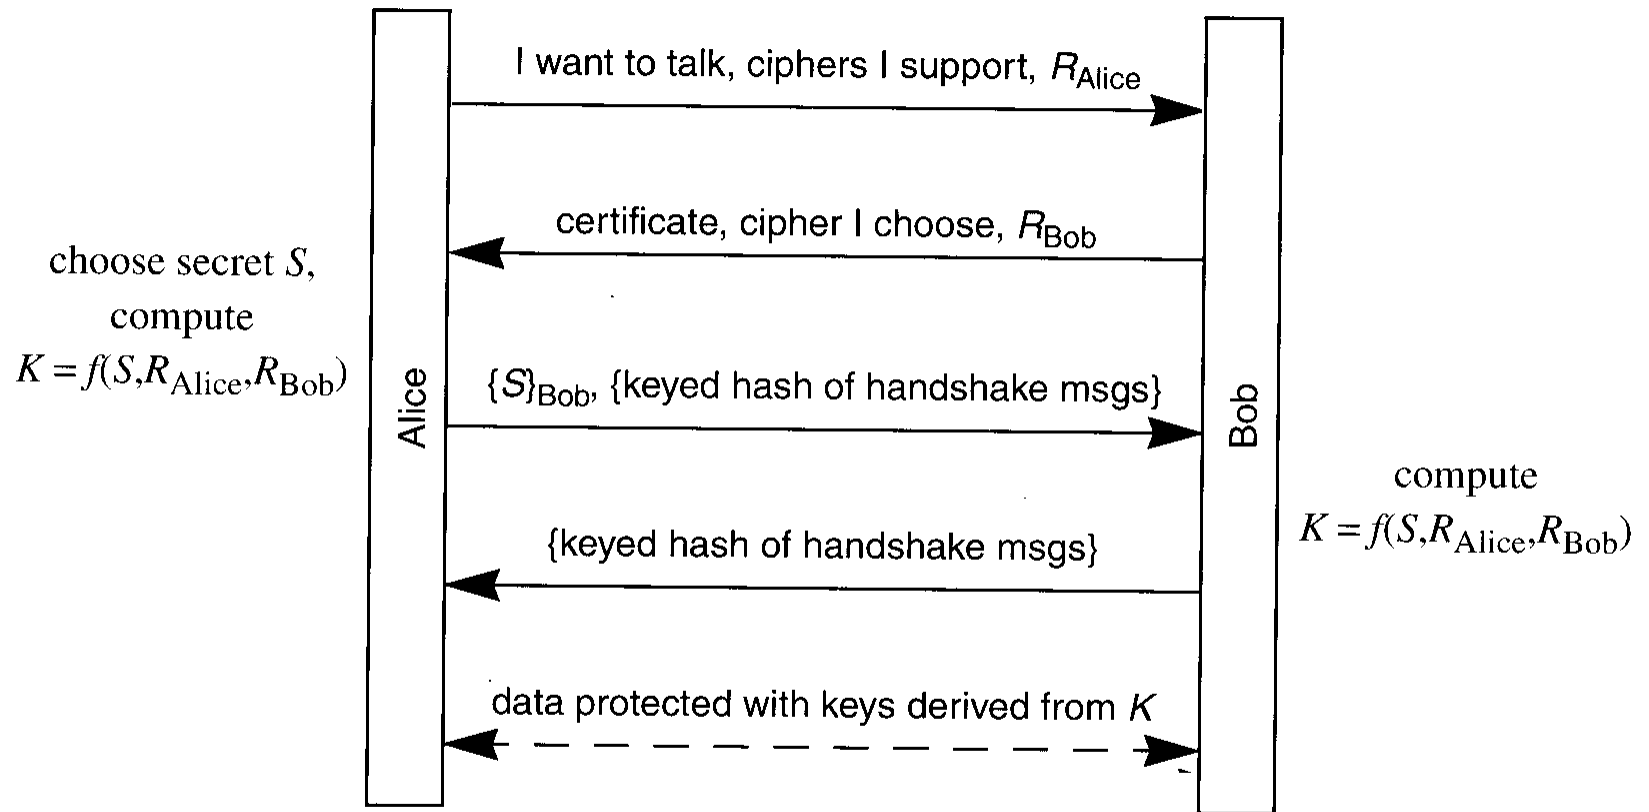 I want to talk, ciphers I support, R_Alice
certificate, cipher I choose, R_Bob
choose secret S,
compute
K = f(S,R_Alice,R_Bob)
Alice
{S}_Bob, {keyed hash of handshake msgs}
Bob
compute
K = f(S,R_Alice,R_Bob)
{keyed hash of handshake msgs}
data protected with keys derived from K